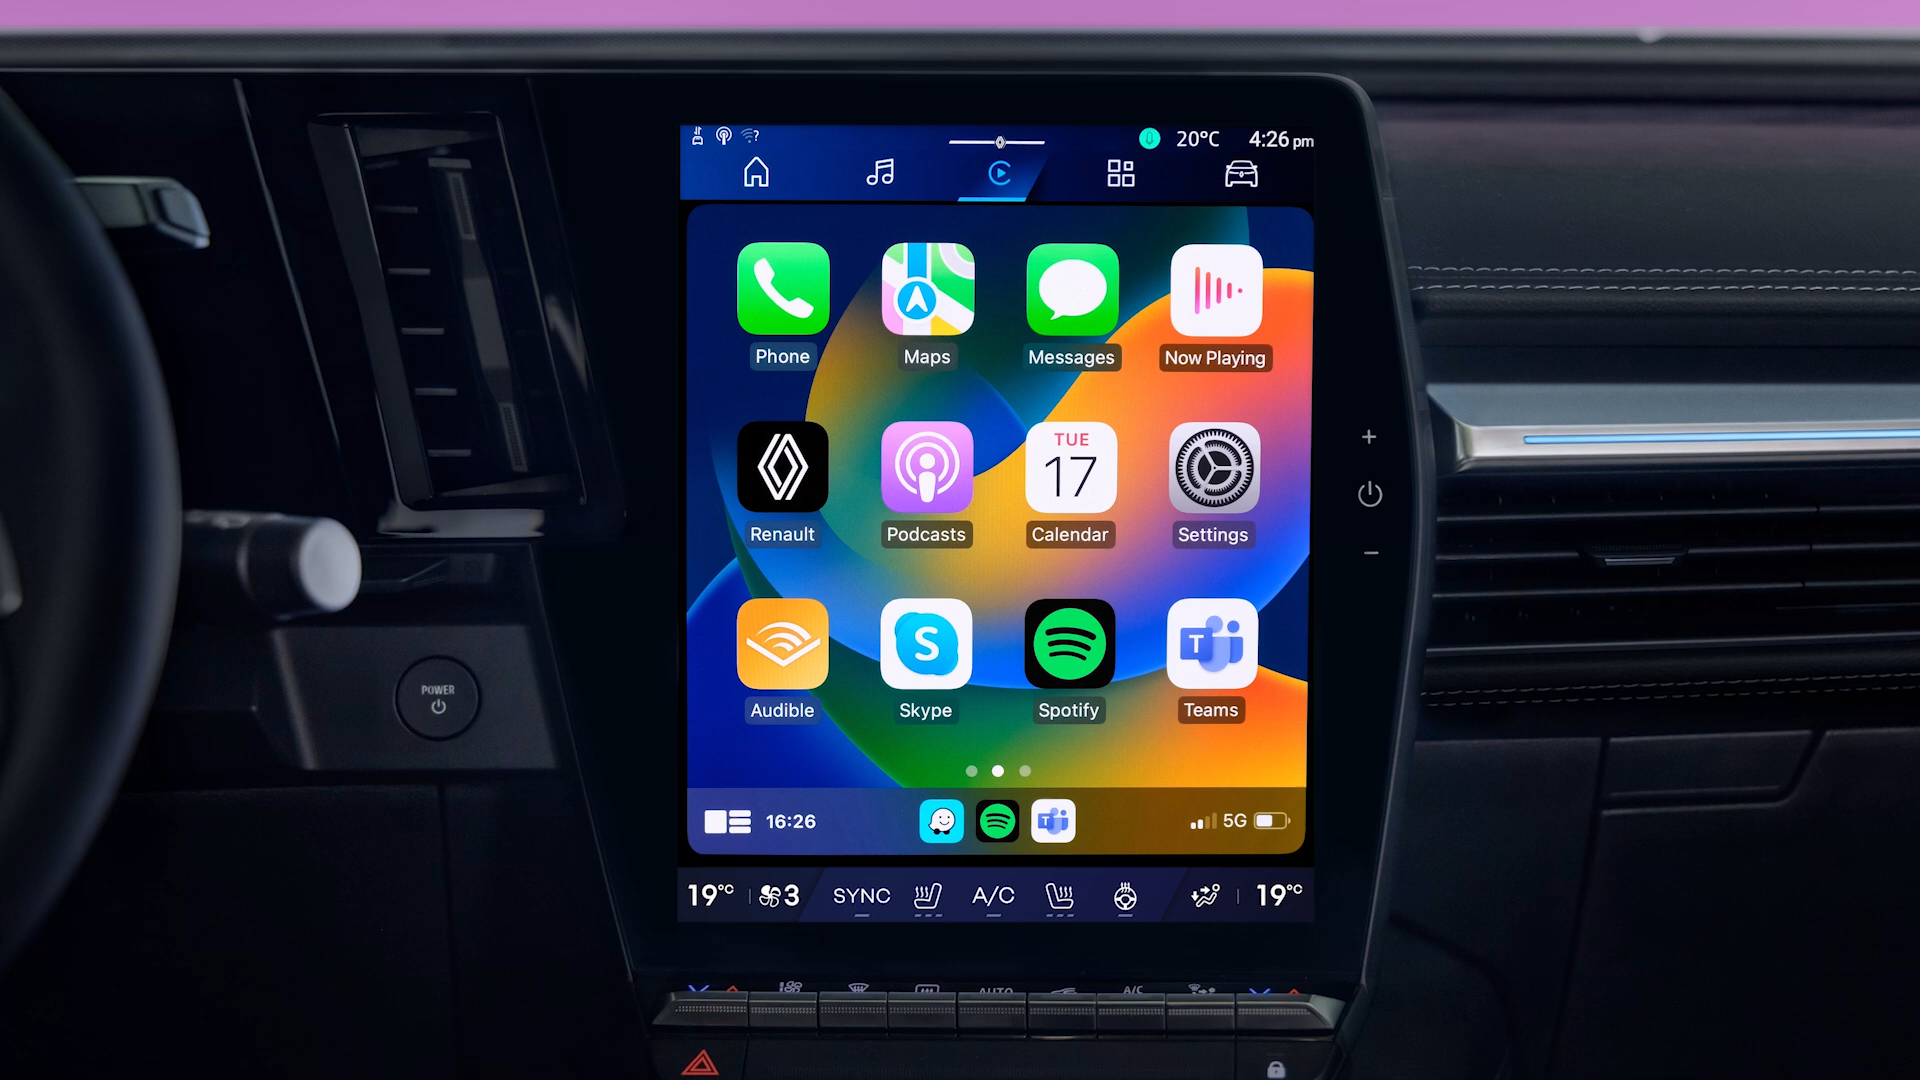 ?
20°C 4:26 pm
Phone
Maps
Messages
Now Playing
TUE
17
Renault
Podcasts
Calendar
Settings
S
T
Audible
Skype
Spotify
Teams
16:26
T
5G
19°C
3
SYNC
A/C
19°C
POWER
AUTO
A/C